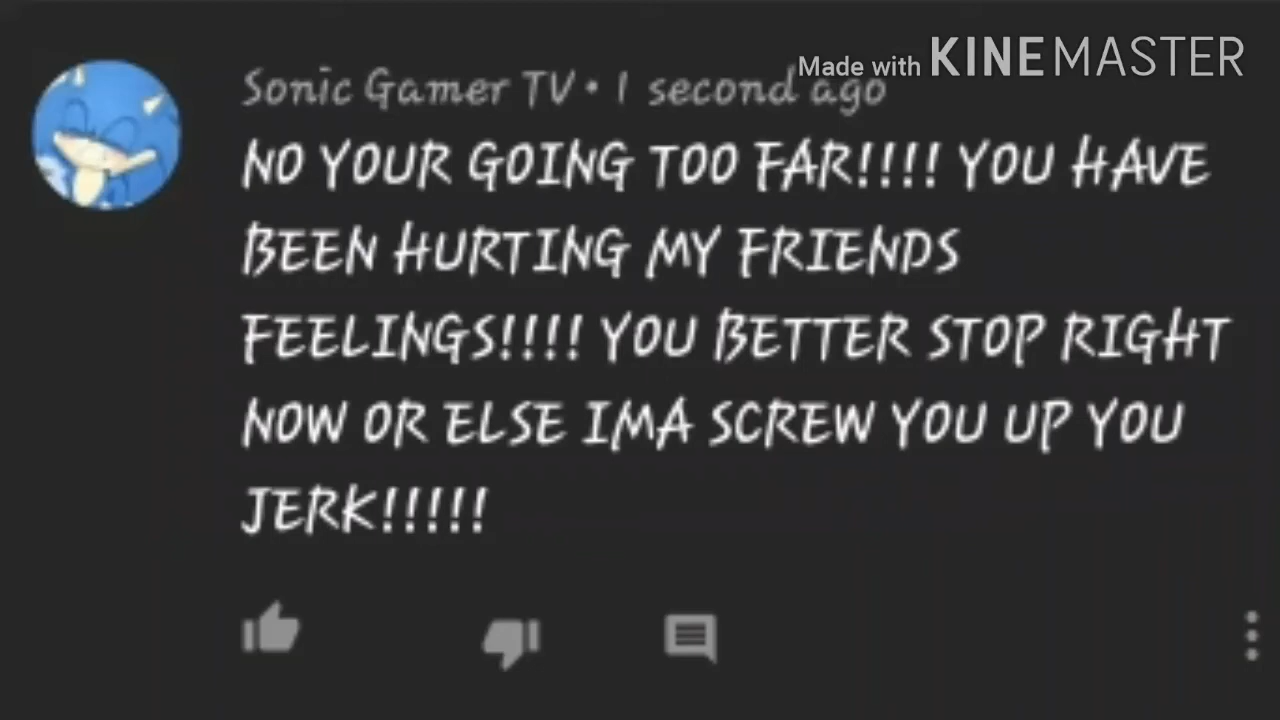 Made with KINEMASTER
Sonic Gamer TV • 1 second ago
NO YOUR GOING TOO FAR!!!! YOU HAVE
BEEN HURTING MY FRIENDS
FEELINGS!!!! YOU BETTER STOP RIGHT
NOW OR ELSE IMA SCREW YOU UP YOU
JERK!!!!!